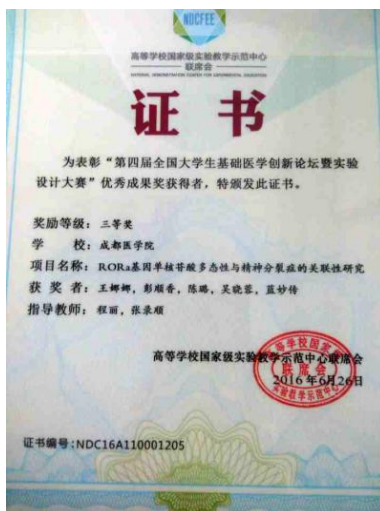 NDCFEE
高等学校国家级实验教学示范中心
联席会
NATIONAL DEMONSTRATION CENTER FOR EXPERIMENTAL EDUCATION
证书
为表彰“第四届全国大学生基础医学创新论坛暨实验
设计大赛”优秀成果奖获得者，特颁发此证书。
奖励等级：三等奖
学 校：成都医学院
项目名称：RORa基因单核苷酸多态性与精神分裂症的关联性研究
获 奖 者：王娜娜，彭顺香，陈璐，吴晓蓉，蓝妙传
指导教师：程丽，张录顺
高等学校国家级实验教学示范中心联席会
2016年6月26日
证书编号：NDC16A110001205